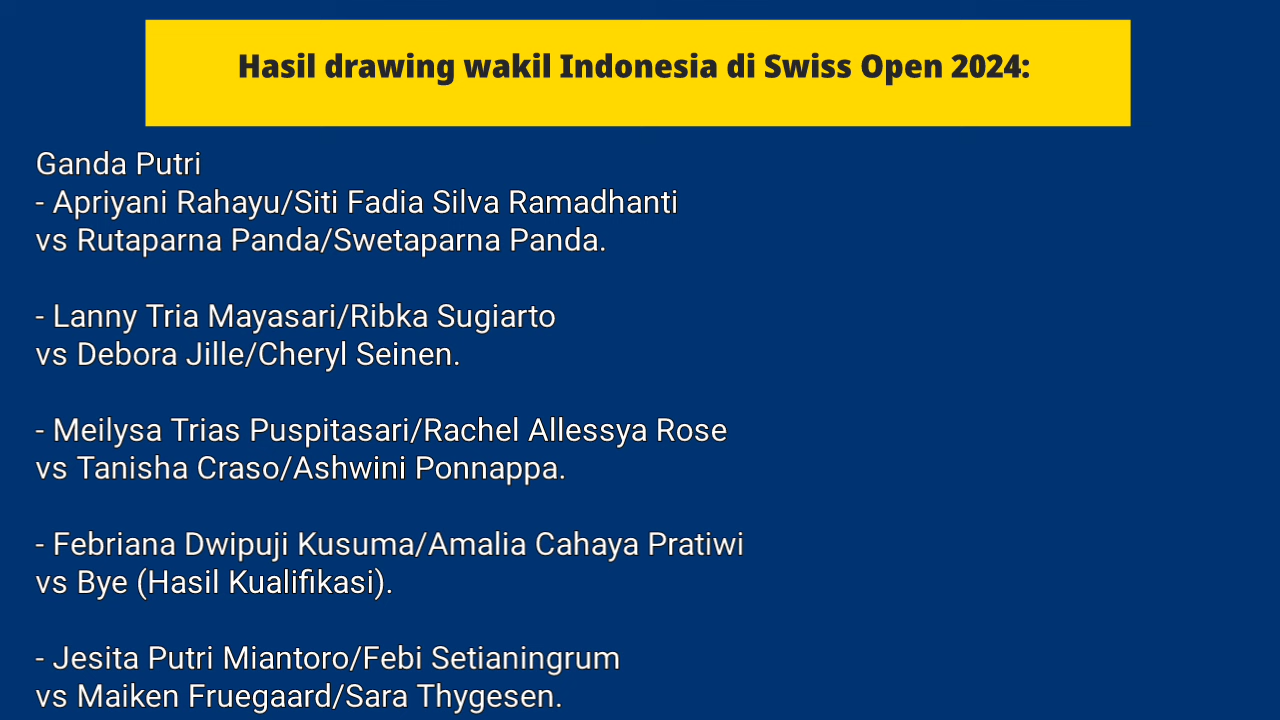 Hasil drawing wakil Indonesia di Swiss Open 2024:
Ganda Putri
- Apriyani Rahayu/Siti Fadia Silva Ramadhanti
vs Rutaparna Panda/Swetaparna Panda.
- Lanny Tria Mayasari/Ribka Sugiarto
vs Debora Jille/Cheryl Seinen.
- Meilysa Trias Puspitasari/Rachel Allessya Rose
vs Tanisha Craso/Ashwini Ponnappa.
- Febriana Dwipuji Kusuma/Amalia Cahaya Pratiwi
vs Bye (Hasil Kualifikasi).
- Jesita Putri Miantoro/Febi Setianingrum
vs Maiken Fruegaard/Sara Thygesen.